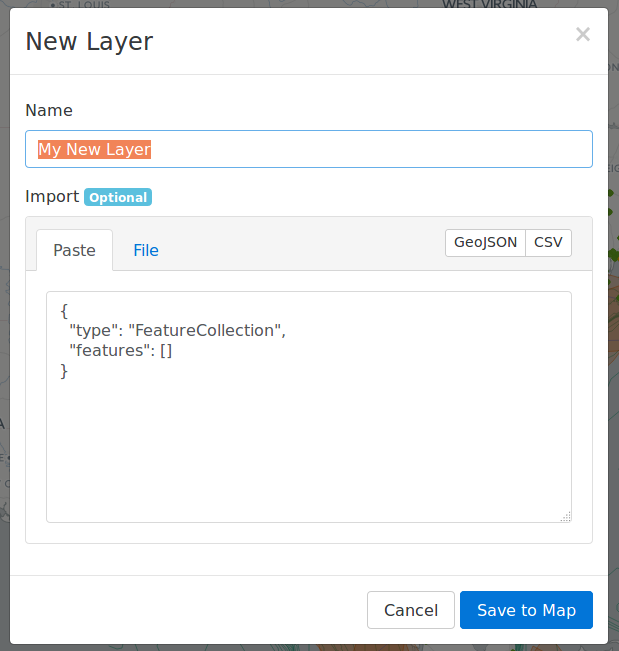 ST. LOUIS
WEST VIRGINIA
New Layer
×
Name
My New Layer
Import Optional
Paste
File
GeoJSON
CSV
{
"type": "FeatureCollection",
"features": []
}
Cancel
Save to Map